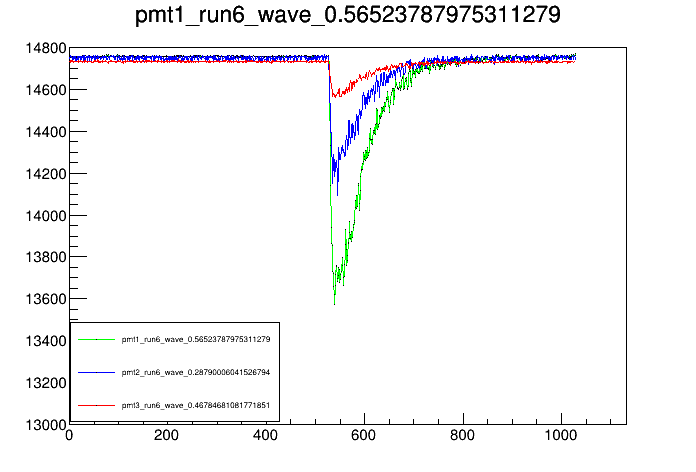 pmt1_run6_wave_0.56523787975311279
14800
14600
14400
14200
14000
13800
13600
13400
13200
13000
pmt1_run6_wave_0.56523787975311279
pmt2_run6_wave_0.28790006041526794
pmt3_run6_wave_0.46784681081771851
0 200 400 600 800 1000